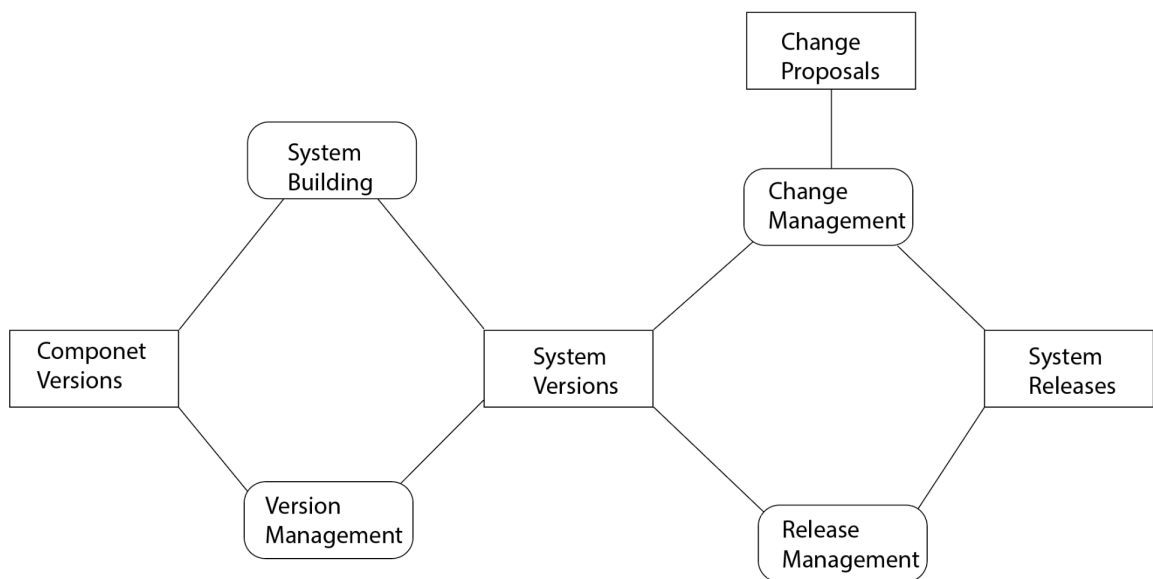 Change
Proposals
System
Building
Change
Management
Componet
Versions
System
Versions
System
Releases
Version
Management
Release
Management